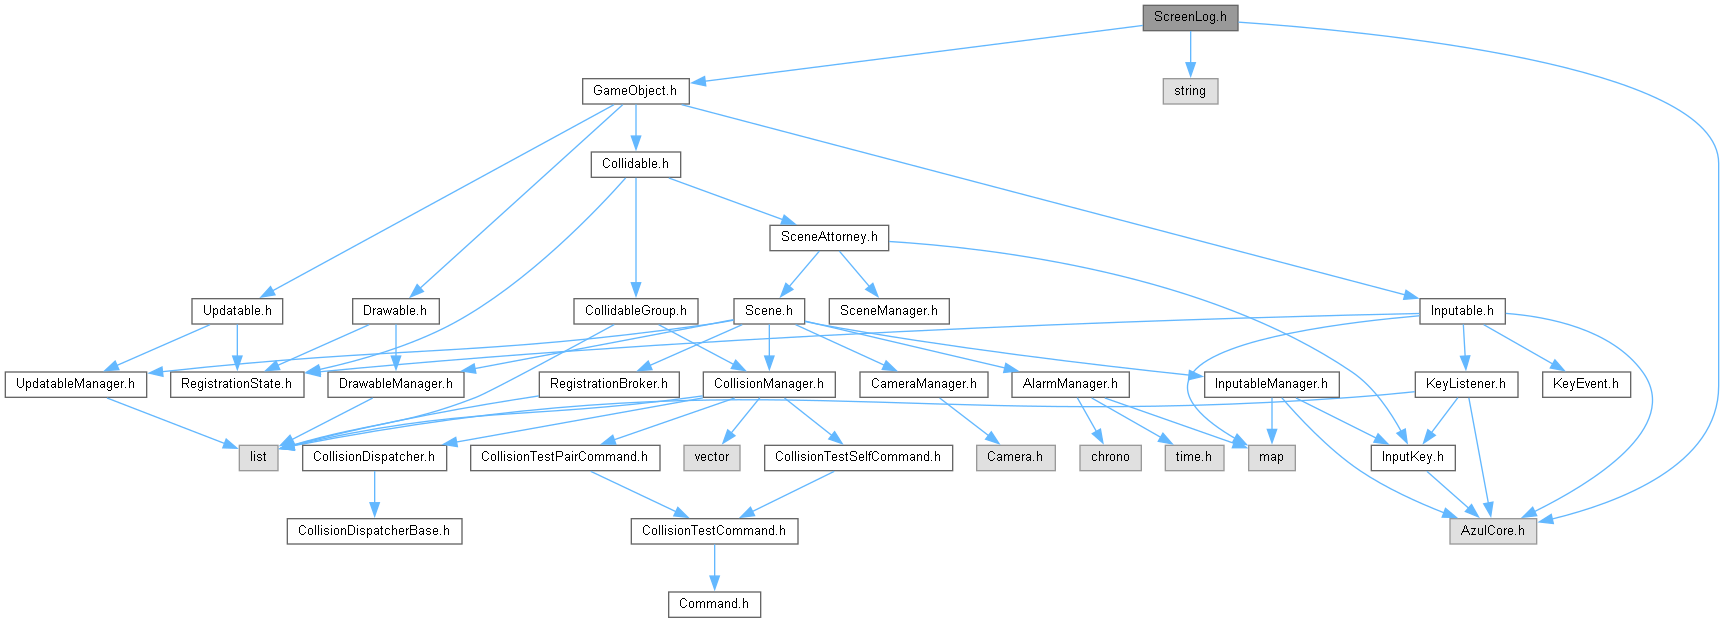 ScreenLog.h
GameObject.h
string
Collidable.h
SceneAttorney.h
Updatable.h
Drawable.h
CollidableGroup.h
Scene.h
SceneManager.h
Inputable.h
UpdatableManager.h
RegistrationState.h
DrawableManager.h
RegistrationBroker.h
CollisionManager.h
CameraManager.h
AlarmManager.h
InputableManager.h
KeyListener.h
KeyEvent.h
list
CollisionDispatcher.h
CollisionTestPairCommand.h
vector
CollisionTestSelfCommand.h
Camera.h
chrono
time.h
map
InputKey.h
CollisionDispatcherBase.h
CollisionTestCommand.h
AzulCore.h
Command.h